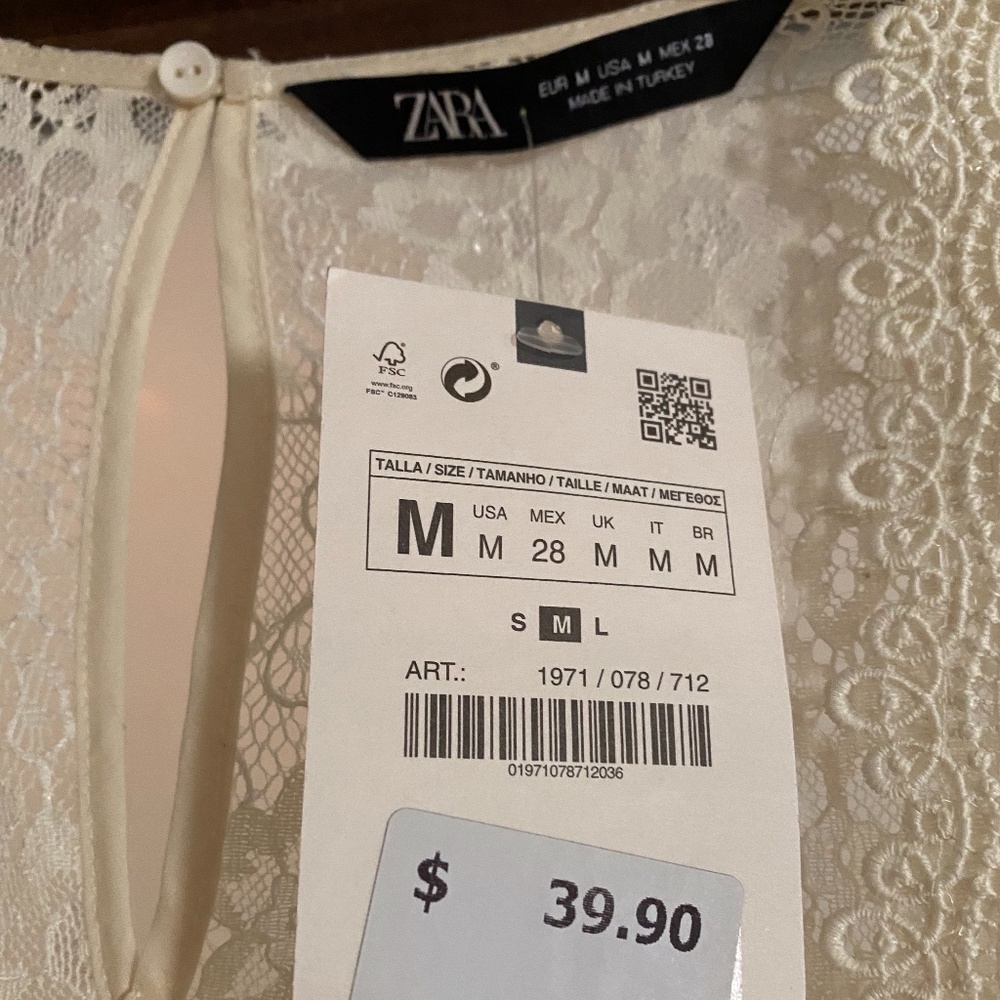 ZARA
EUR M USA M MEX 28
MADE IN TURKEY
FSC
www.fsc.org
FSC™ C129083
®
TALLA / SIZE / TAMANHO / TAILLE / MAAT / ΜΕΓΕΘΟΣ
M
USA MEX UK IT BR
M 28 M M M
S M L
ART.: 1971 / 078 / 712
01971078712036
$ 39.90